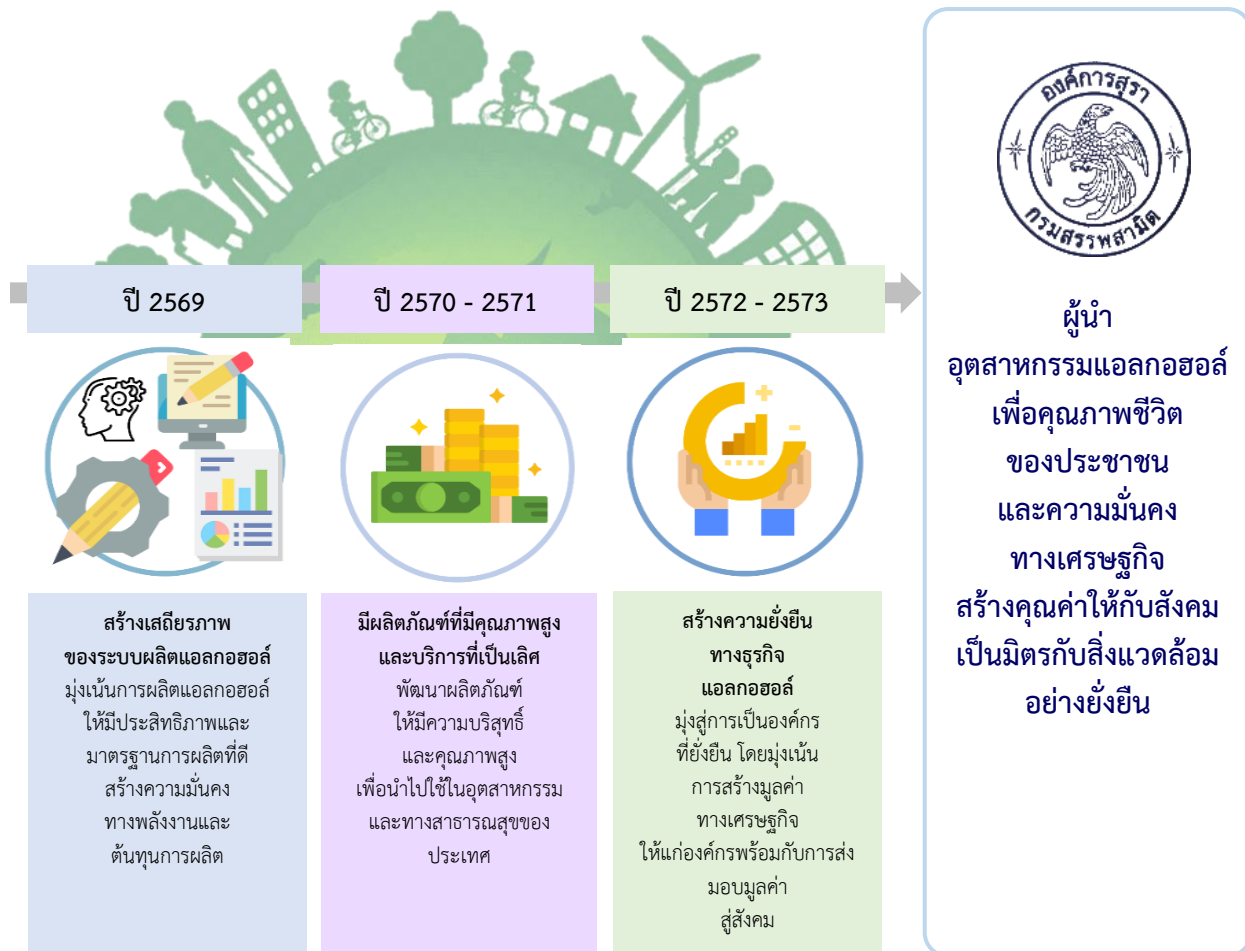 ปี 2569
ปี 2570 - 2571
ปี 2572 - 2573
สร้างเสถียรภาพ
ของระบบผลิตแอลกอฮอล์
มุ่งเน้นการผลิตแอลกอฮอล์
ให้มีประสิทธิภาพและ
มาตรฐานการผลิตที่ดี
สร้างความมั่นคง
ทางพลังงานและ
ต้นทุนการผลิต
มีผลิตภัณฑ์ที่มีคุณภาพสูง
และบริการที่เป็นเลิศ
พัฒนาผลิตภัณฑ์
ให้มีความบริสุทธิ์
และคุณภาพสูง
เพื่อนำไปใช้ในอุตสาหกรรม
และทางสาธารณสุขของ
ประเทศ
สร้างความยั่งยืน
ทางธุรกิจ
แอลกอฮอล์
มุ่งสู่การเป็นองค์กร
ที่ยั่งยืน โดยมุ่งเน้น
การสร้างมูลค่า
ทางเศรษฐกิจ
ให้แก่องค์กรพร้อมกับการส่ง
มอบมูลค่า
สู่สังคม
องค์การสุรา
กรมสรรพสามิต
ผู้นำ
อุตสาหกรรมแอลกอฮอล์
เพื่อคุณภาพชีวิต
ของประชาชน
และความมั่นคง
ทางเศรษฐกิจ
สร้างคุณค่าให้กับสังคม
เป็นมิตรกับสิ่งแวดล้อม
อย่างยั่งยืน